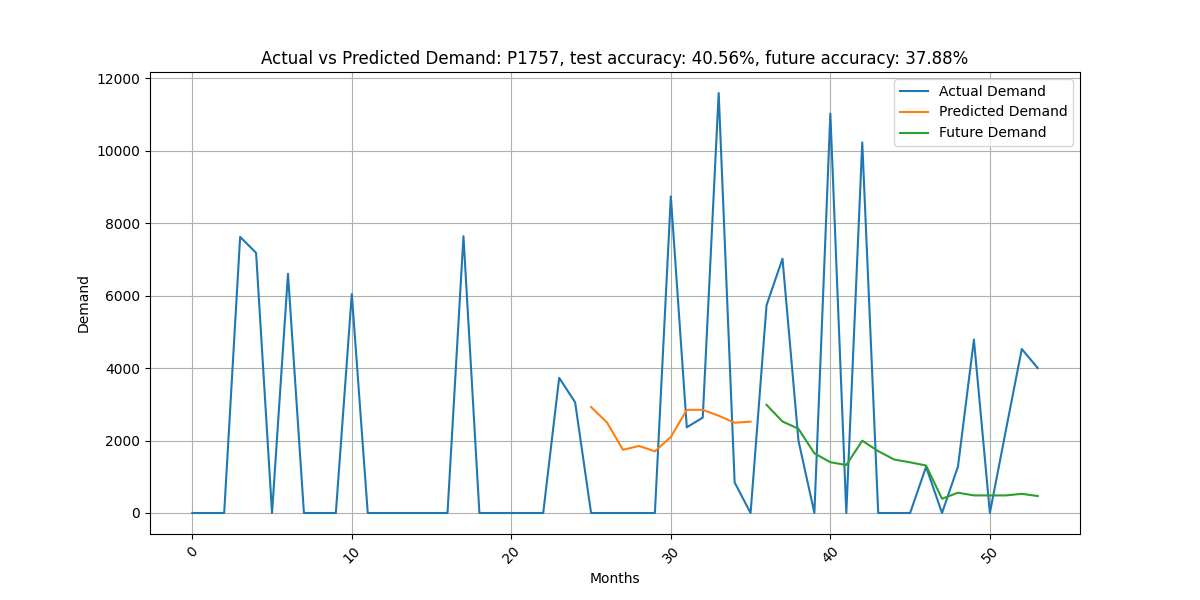 Actual vs Predicted Demand: P1757, test accuracy: 40.56%, future accuracy: 37.88%
Actual Demand
Predicted Demand
Future Demand
12000
10000
8000
6000
4000
2000
0
Demand
0 10 20 30 40 50
Months